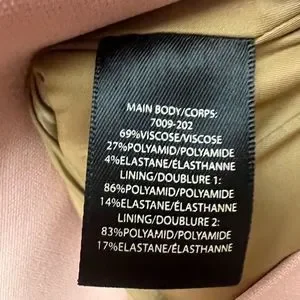 MAIN BODY/CORPS:
7009-202
69%VISCOSE/VISCOSE
27%POLYAMID/POLYAMIDE
4%ELASTANE/ÉLASTHANNE
LINING/DOUBLURE 1:
86%POLYAMID/POLYAMIDE
14%ELASTANE/ÉLASTHANNE
LINING/DOUBLURE 2:
83%POLYAMID/POLYAMIDE
17%ELASTANE/ÉLASTHANNE